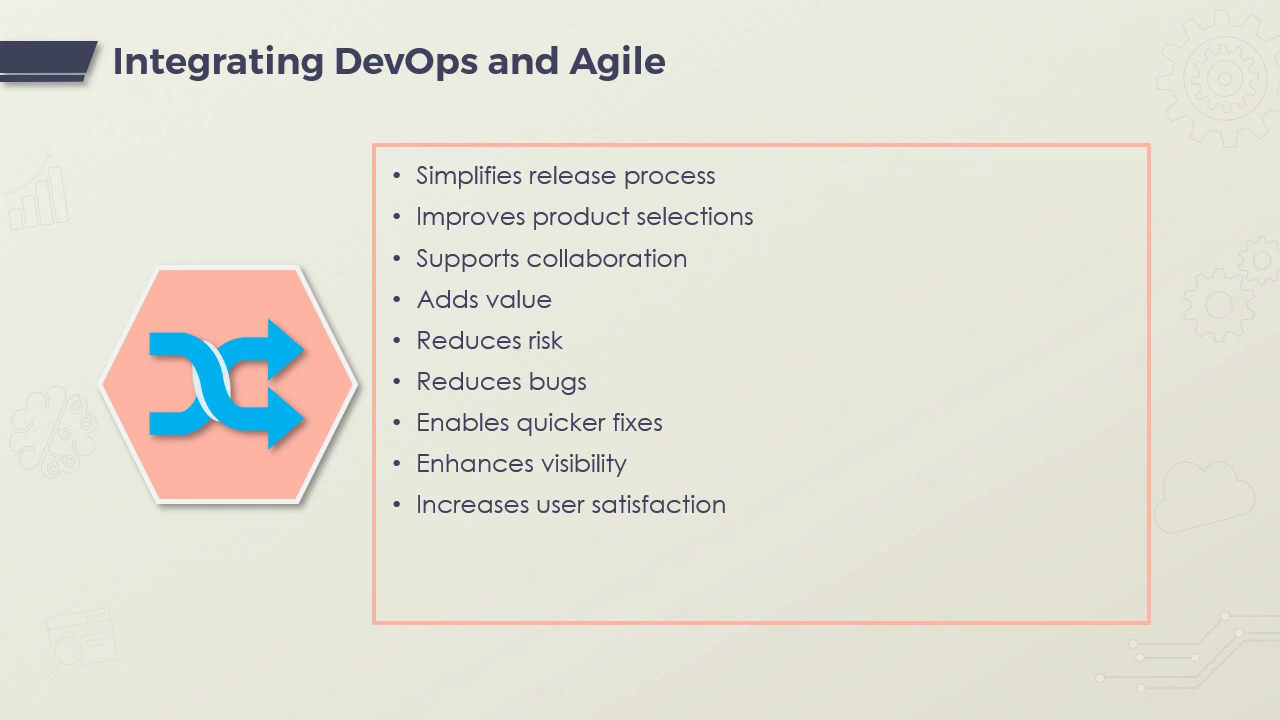 Integrating DevOps and Agile
• Simplifies release process
• Improves product selections
• Supports collaboration
• Adds value
• Reduces risk
• Reduces bugs
• Enables quicker fixes
• Enhances visibility
• Increases user satisfaction